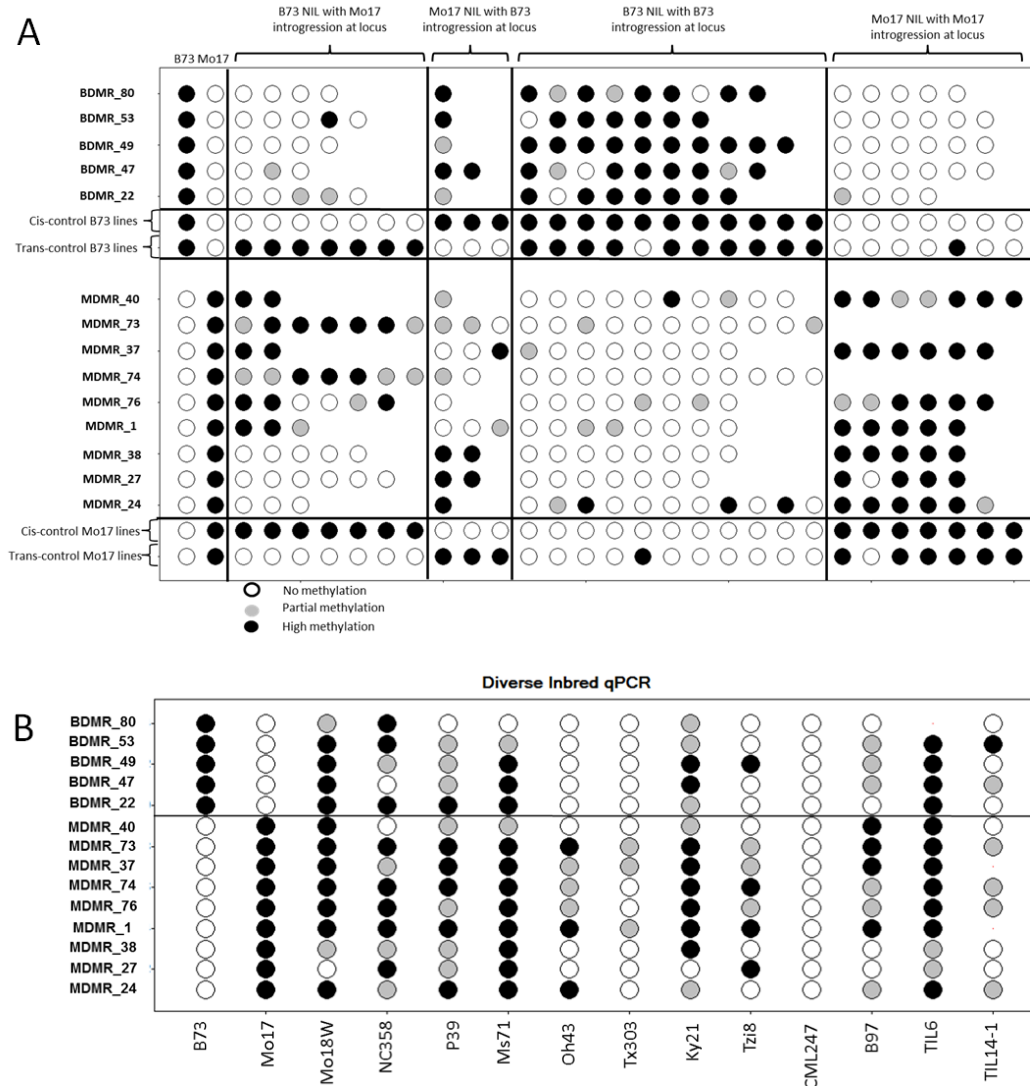 A
B73 NIL with Mo17
introgression at locus
Mo17 NIL with B73
introgression at locus
B73 NIL with B73
introgression at locus
Mo17 NIL with Mo17
introgression at locus
B73 Mo17
BDMR_80
BDMR_53
BDMR_49
BDMR_47
BDMR_22
Cis-control B73 lines
Trans-control B73 lines
MDMR_40
MDMR_73
MDMR_37
MDMR_74
MDMR_76
MDMR_1
MDMR_38
MDMR_27
MDMR_24
Cis-control Mo17 lines
Trans-control Mo17 lines
No methylation
Partial methylation
High methylation
B
Diverse Inbred qPCR
BDMR_80
BDMR_53
BDMR_49
BDMR_47
BDMR_22
MDMR_40
MDMR_73
MDMR_37
MDMR_74
MDMR_76
MDMR_1
MDMR_38
MDMR_27
MDMR_24
B73
Mo17
Mo18W
NC358
P39
Ms71
Oh43
Tx303
Ky21
Tzi8
CML247
B97
TIL6
TIL14-1